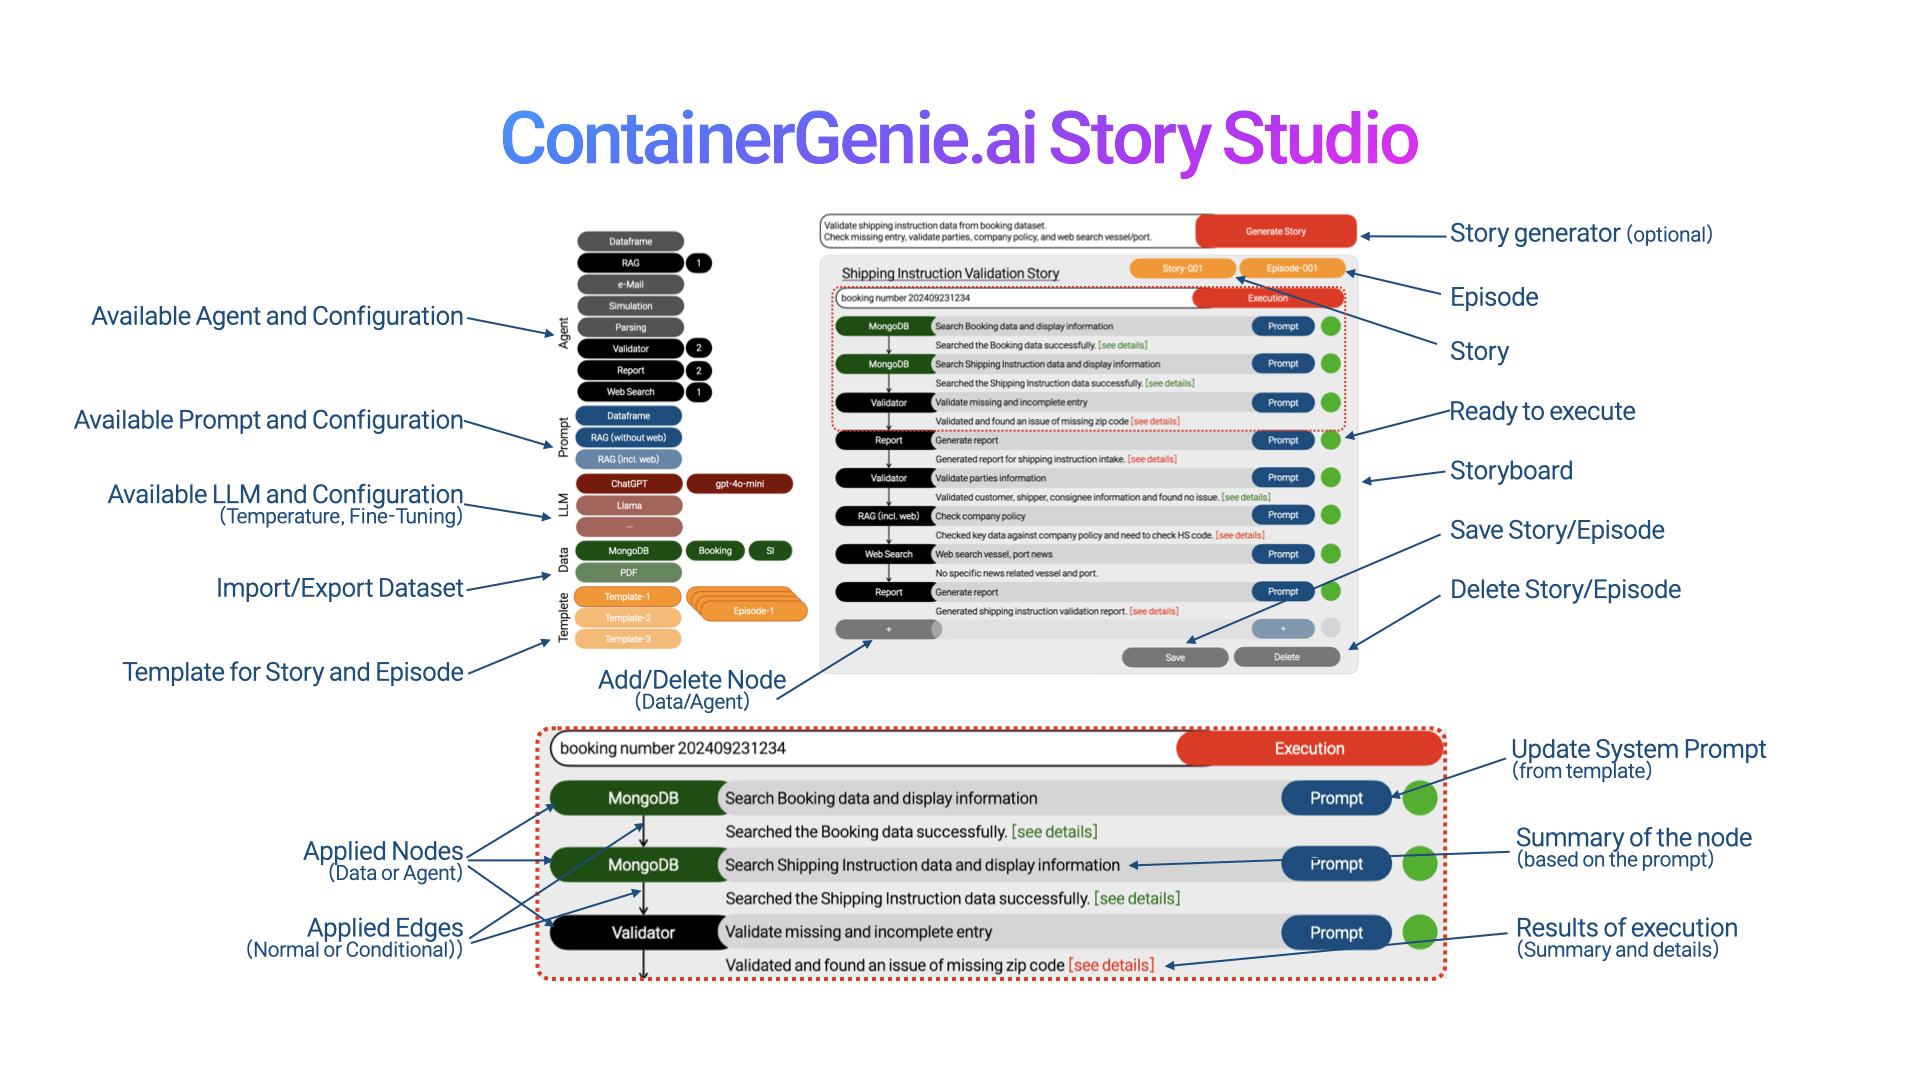 ContainerGenie.ai Story Studio
Available Agent and Configuration
Available Prompt and Configuration
Available LLM and Configuration
(Temperature, Fine-Tuning)
Import/Export Dataset
Template for Story and Episode
Agent
Dataframe
RAG 1
e-Mail
Simulation
Parsing
Validator 2
Report 2
Web Search 1
Prompt
Dataframe
RAG (without web)
RAG (incl. web)
LLM
ChatGPT gpt-4o-mini
Llama
...
Data
MongoDB Booking SI
PDF
Templete
Template-1 Episode-1
Template-2
Template-3
Add/Delete Node
(Data/Agent)
Validate shipping instruction data from booking dataset.
Check missing entry, validate parties, company policy, and web search vessel/port.
Generate Story
Shipping Instruction Validation Story Story-001 Episode-001
booking number 202409231234 Execution
MongoDB Search Booking data and display information Prompt
Searched the Booking data successfully. [see details]
MongoDB Search Shipping Instruction data and display information Prompt
Searched the Shipping Instruction data successfully. [see details]
Validator Validate missing and incomplete entry Prompt
Validated and found an issue of missing zip code [see details]
Report Generate report Prompt
Generated report for shipping instruction intake. [see details]
Validator Validate parties information Prompt
Validated customer, shipper, consignee information and found no issue. [see details]
RAG (incl. web) Check company policy Prompt
Checked key data against company policy and need to check HS code. [see details]
Web Search Web search vessel, port news Prompt
No specific news related vessel and port.
Report Generate report Prompt
Generated shipping instruction validation report. [see details]
+ +
Save Delete
Story generator (optional)
Episode
Story
Ready to execute
Storyboard
Save Story/Episode
Delete Story/Episode
booking number 202409231234 Execution
MongoDB Search Booking data and display information Prompt
Searched the Booking data successfully. [see details]
MongoDB Search Shipping Instruction data and display information Prompt
Searched the Shipping Instruction data successfully. [see details]
Validator Validate missing and incomplete entry Prompt
Validated and found an issue of missing zip code [see details]
Applied Nodes
(Data or Agent)
Applied Edges
(Normal or Conditional))
Update System Prompt
(from template)
Summary of the node
(based on the prompt)
Results of execution
(Summary and details)